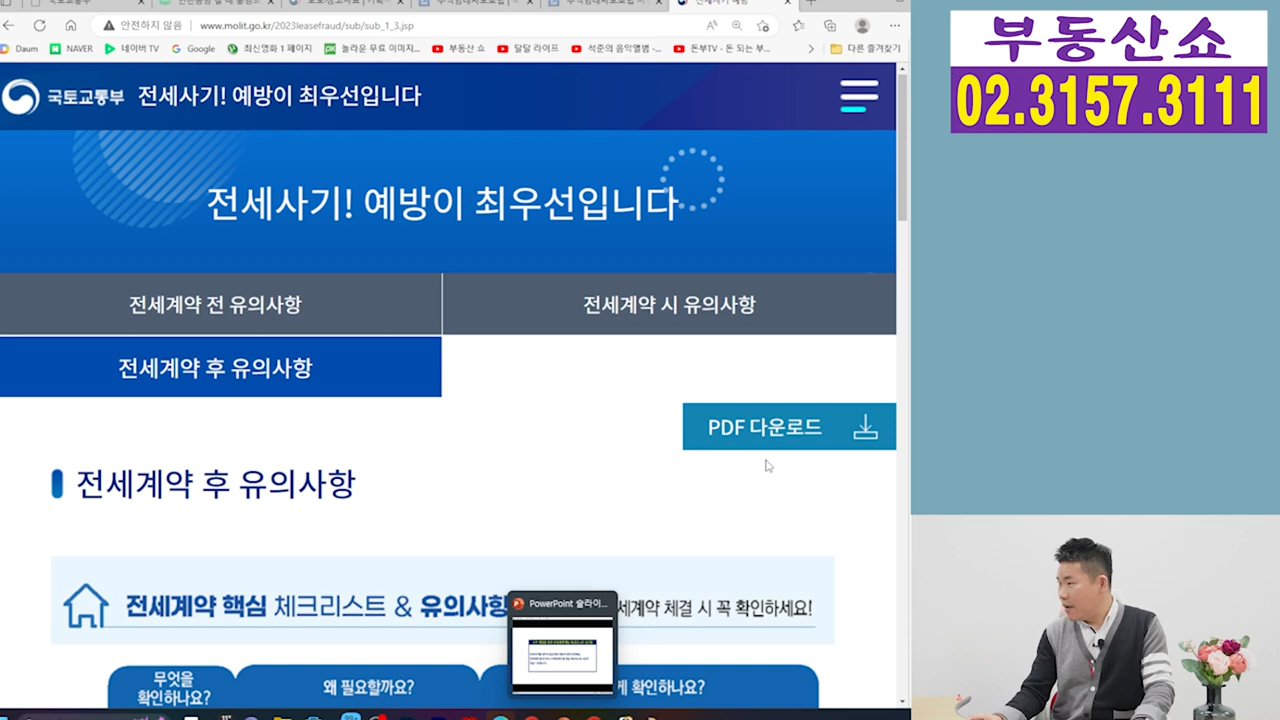 안전하지 않음
www.molit.go.kr/2023leasefraud/sub/sub_1_3.jsp
Daum
NAVER
네이버 TV
Google
최신영화 1 페이지
놀라운 무료 이미지...
부동산 쇼
달달 라이프
석준의 음악앨범 -...
돈부TV - 돈 되는 부...
다른 즐겨찾기
부동산쇼
02.3157.3111
국토교통부 전세사기! 예방이 최우선입니다
전세사기! 예방이 최우선입니다
전세계약 전 유의사항
전세계약 시 유의사항
전세계약 후 유의사항
PDF 다운로드
전세계약 후 유의사항
전세계약 핵심 체크리스트 & 유의사항
세계약 체결 시 꼭 확인하세요!
PowerPoint 슬라이...
무엇을
확인하나요?
왜 필요할까요?
게 확인하나요?